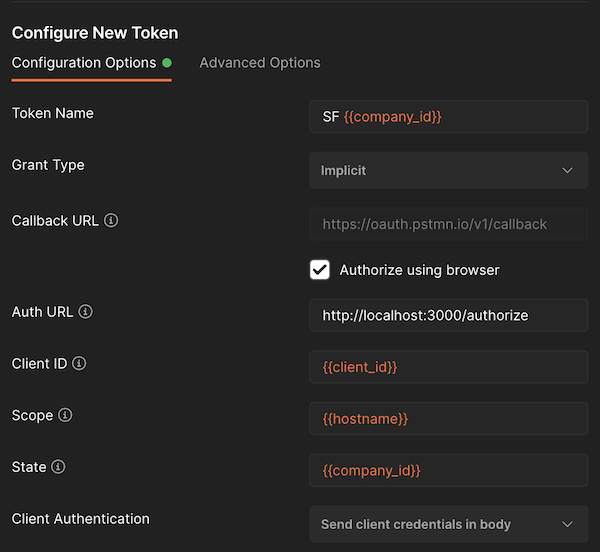 Configure New Token
Configuration Options Advanced Options
Token Name SF {{company_id}}
Grant Type Implicit
Callback URL https://oauth.pstmn.io/v1/callback
Authorize using browser
Auth URL http://localhost:3000/authorize
Client ID {{client_id}}
Scope {{hostname}}
State {{company_id}}
Client Authentication Send client credentials in body